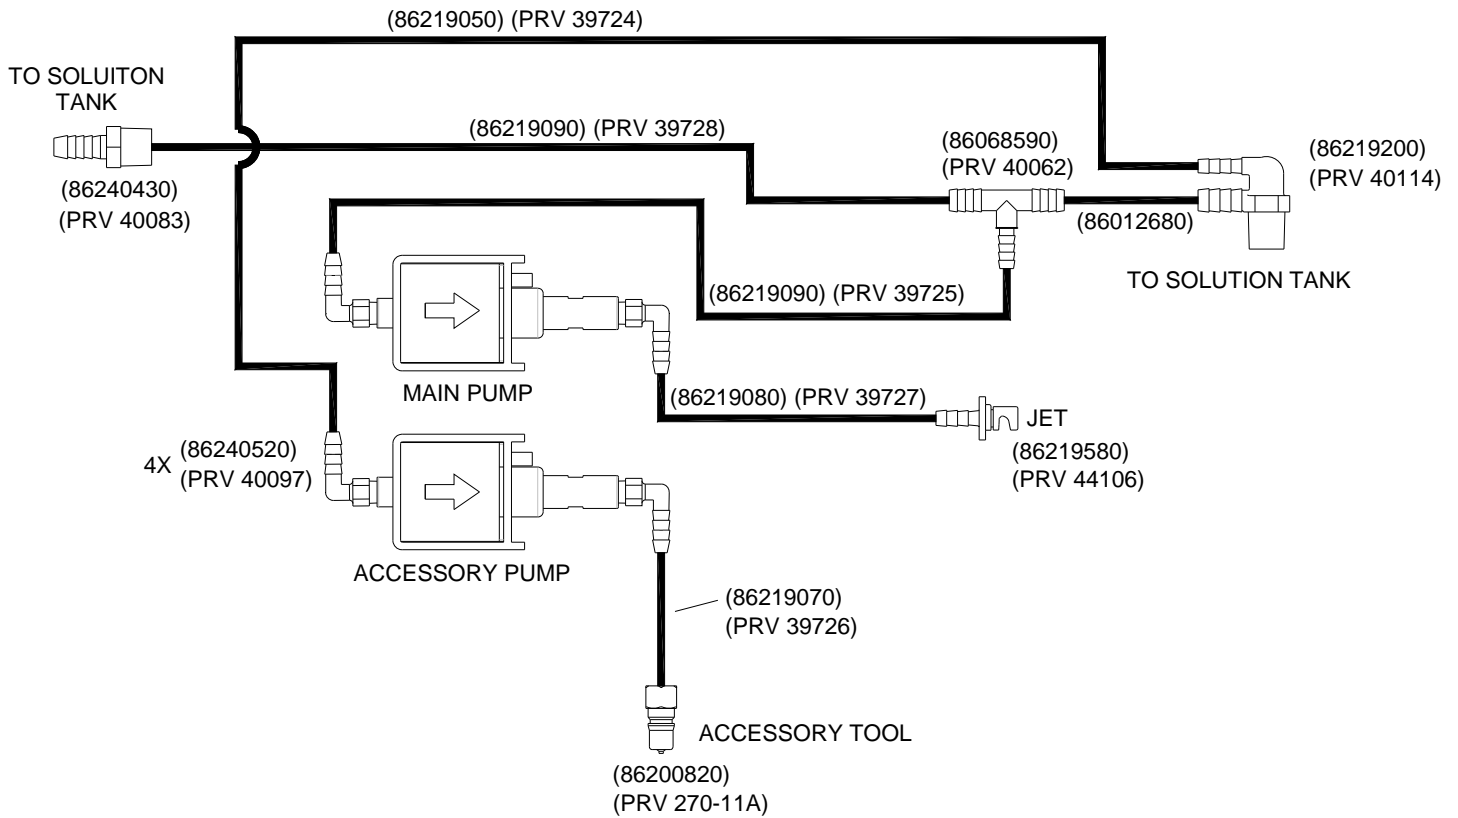 (86219050) (PRV 39724)
TO SOLUITON
TANK
(86219090) (PRV 39728)
(86068590)
(PRV 40062)
(86219200)
(PRV 40114)
(86240430)
(PRV 40083)
(86012680)
TO SOLUTION TANK
(86219090) (PRV 39725)
MAIN PUMP
(86219080) (PRV 39727)
JET
(86219580)
(PRV 44106)
4X
(86240520)
(PRV 40097)
ACCESSORY PUMP
(86219070)
(PRV 39726)
ACCESSORY TOOL
(86200820)
(PRV 270-11A)